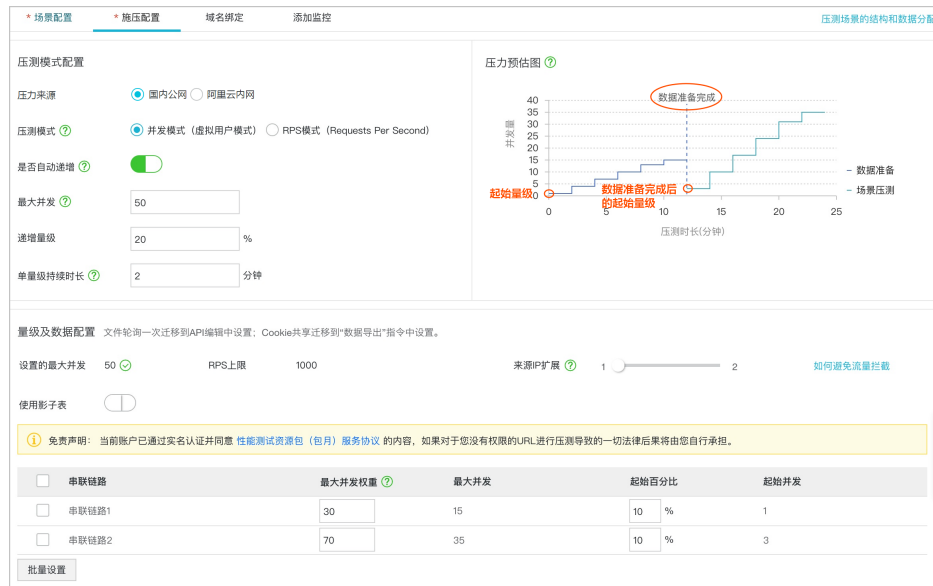 * 场景配置 * 施压配置 域名绑定 添加监控 压测场景的结构和数据分配
压测模式配置
压力来源 国内公网 阿里云内网
压测模式 ? 并发模式（虚拟用户模式） RPS模式（Requests Per Second）
是否自动递增 ?
最大并发 ? 50
递增量级 20 %
单量级持续时长 ? 2 分钟
压力预估图 ?
数据准备完成
40
35
30
25
20
15
10
5
0
并发量
起始量级
数据准备完成后
的起始量级
0 5 10 15 20 25
压测时长(分钟)
数据准备
场景压测
量级及数据配置 文件轮询一次迁移到API编辑中设置；Cookie共享迁移到“数据导出”指令中设置。
设置的最大并发 50 RPS上限 1000 来源IP扩展 ? 1 2 如何避免流量拦截
使用影子表
免责声明： 当前账户已通过实名认证并同意 性能测试资源包（包月）服务协议 的内容，如果对于您没有权限的URL进行压测导致的一切法律后果将由您自行承担。
串联链路 最大并发权重 ? 最大并发 起始百分比 起始并发
串联链路1 30 15 10 % 1
串联链路2 70 35 10 % 3
批量设置